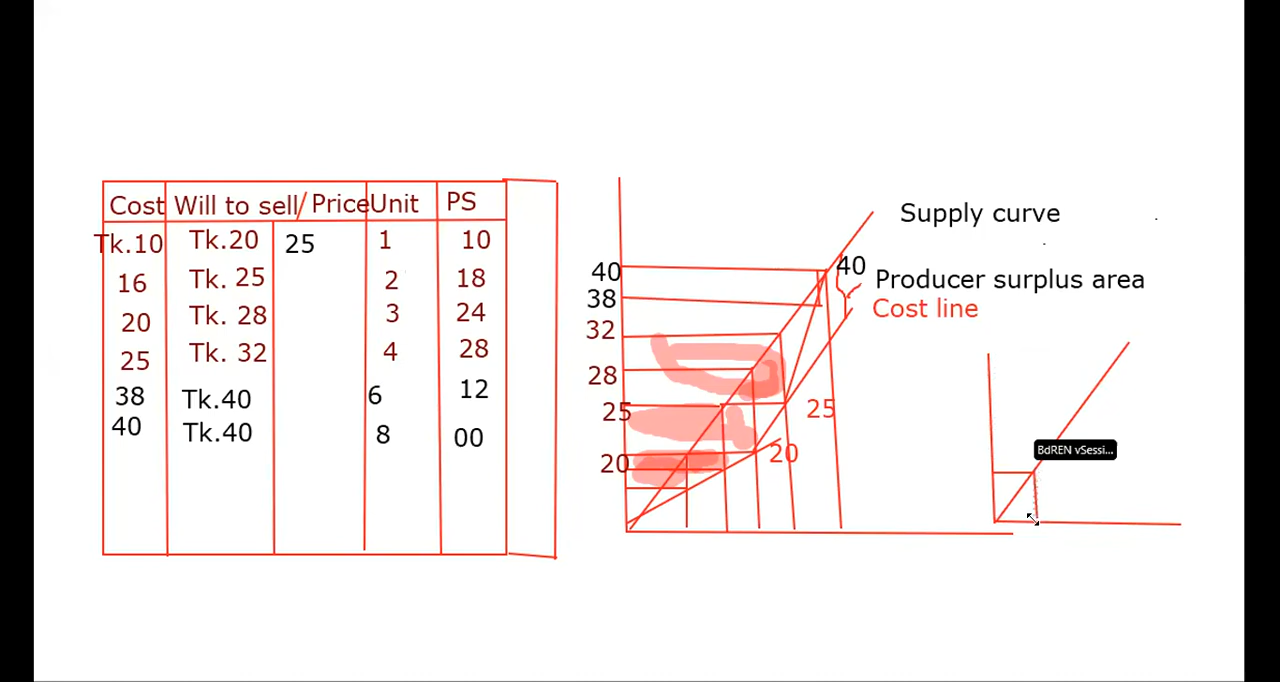 Cost Will to sell/ Price Unit PS
Tk.10 Tk.20 25 1 10
16 Tk. 25 2 18
20 Tk. 28 3 24
25 Tk. 32 4 28
38 Tk.40 6 12
40 Tk.40 8 00
Supply curve
40 40
Producer surplus area
38
Cost line
32
28
25 25
20 20
BdREN vSessi...